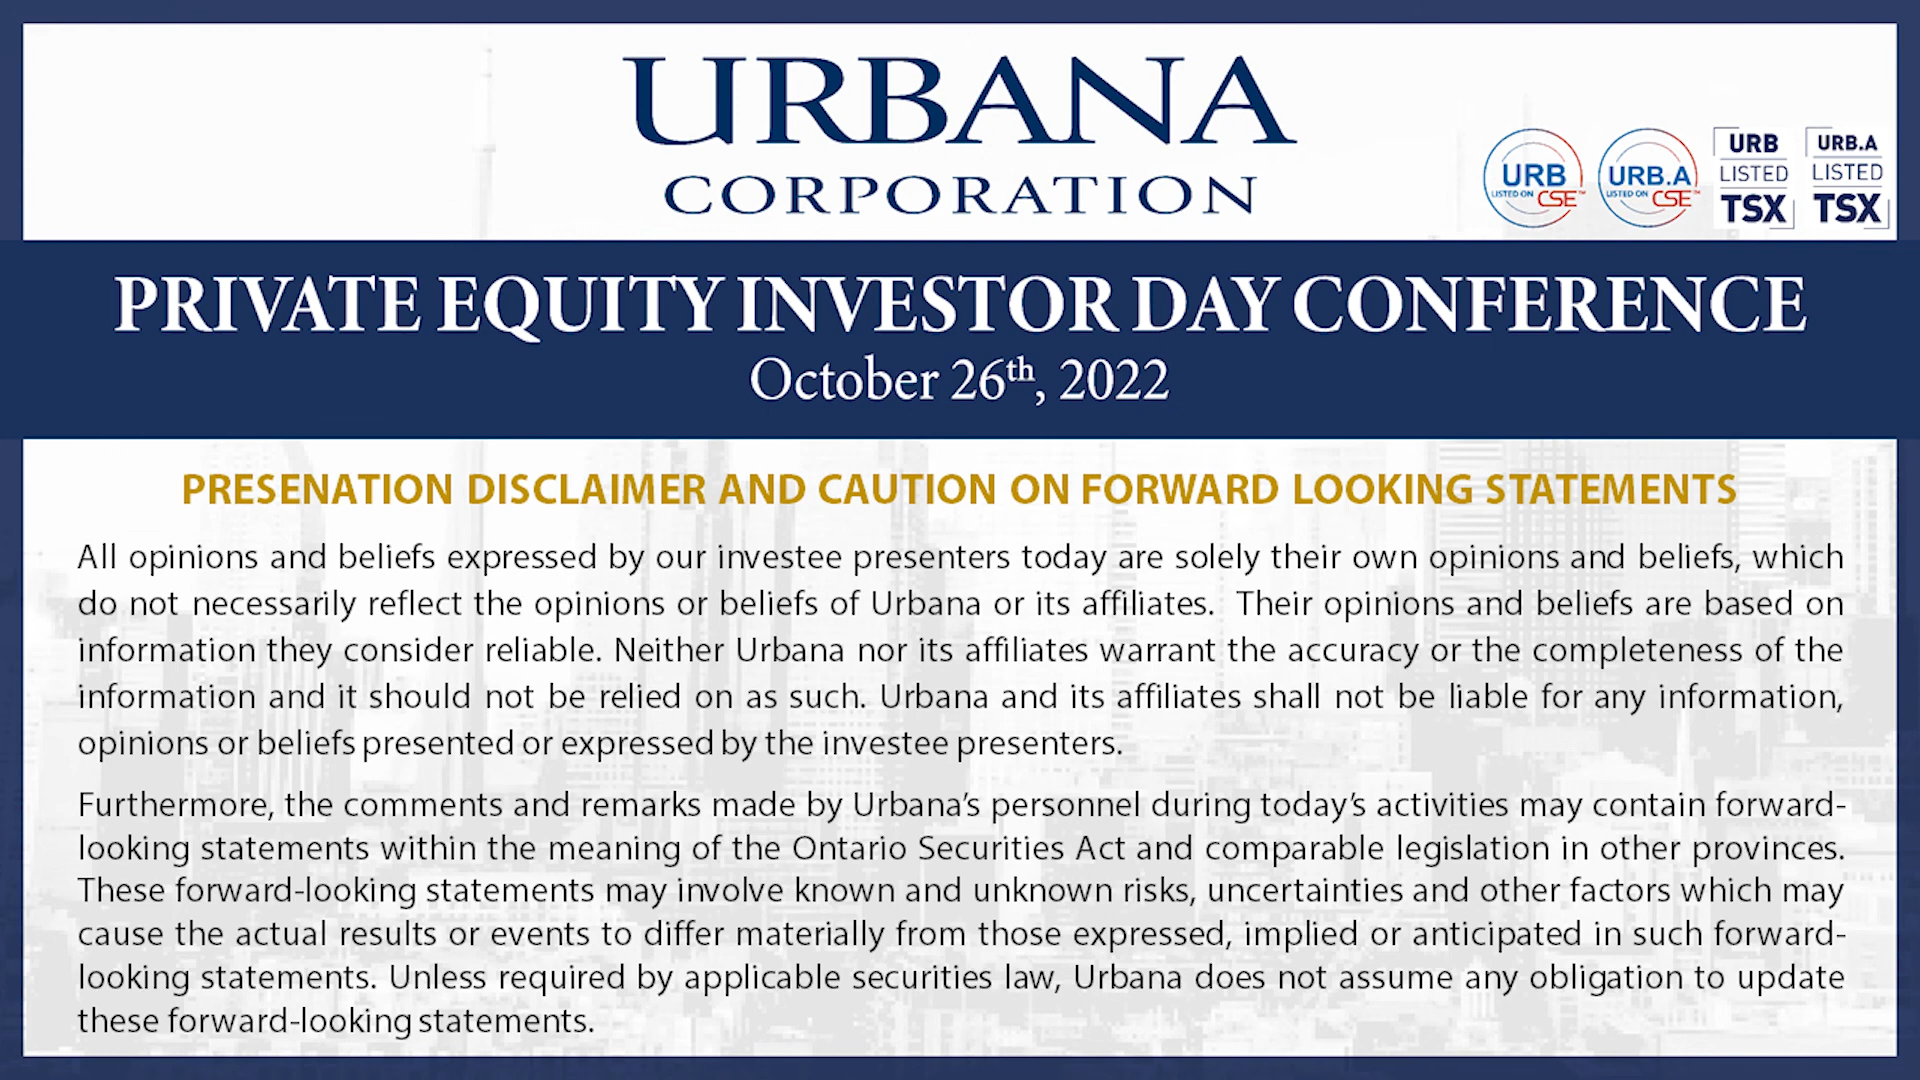 URBANA
CORPORATION
URB
LISTED ON CSE™
URB.A
LISTED ON CSE™
URB
LISTED
TSX
URB.A
LISTED
TSX
PRIVATE EQUITY INVESTOR DAY CONFERENCE
October 26th, 2022
PRESENATION DISCLAIMER AND CAUTION ON FORWARD LOOKING STATEMENTS
All opinions and beliefs expressed by our investee presenters today are solely their own opinions and beliefs, which
do not necessarily reflect the opinions or beliefs of Urbana or its affiliates. Their opinions and beliefs are based on
information they consider reliable. Neither Urbana nor its affiliates warrant the accuracy or the completeness of the
information and it should not be relied on as such. Urbana and its affiliates shall not be liable for any information,
opinions or beliefs presented or expressed by the investee presenters.
Furthermore, the comments and remarks made by Urbana's personnel during today's activities may contain forward-
looking statements within the meaning of the Ontario Securities Act and comparable legislation in other provinces.
These forward-looking statements may involve known and unknown risks, uncertainties and other factors which may
cause the actual results or events to differ materially from those expressed, implied or anticipated in such forward-
looking statements. Unless required by applicable securities law, Urbana does not assume any obligation to update
these forward-looking statements.